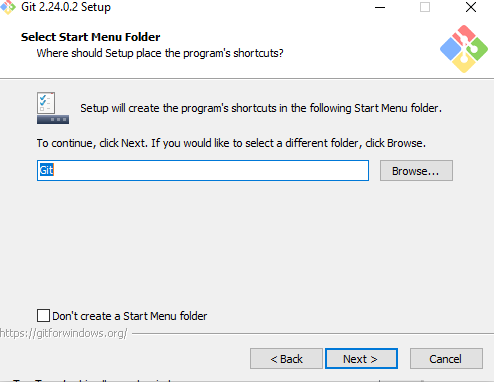 Git 2.24.0.2 Setup
Select Start Menu Folder
Where should Setup place the program's shortcuts?
Setup will create the program's shortcuts in the following Start Menu folder.
To continue, click Next. If you would like to select a different folder, click Browse.
Git
Browse...
Don't create a Start Menu folder
https://gitforwindows.org/
< Back
Next >
Cancel